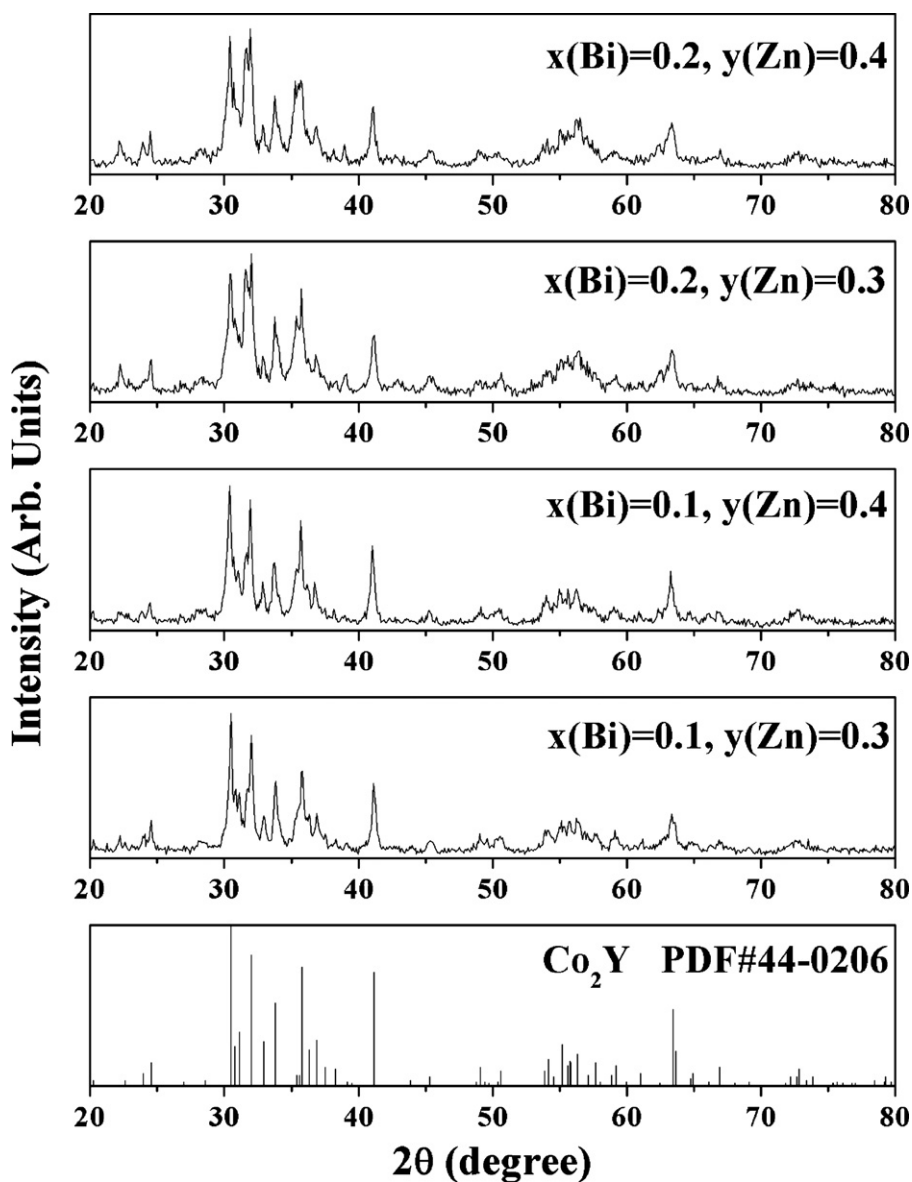 x(Bi)=0.2, y(Zn)=0.4
20 30 40 50 60 70 80
x(Bi)=0.2, y(Zn)=0.3
20 30 40 50 60 70 80
Intensity (Arb. Units)
x(Bi)=0.1, y(Zn)=0.4
20 30 40 50 60 70 80
x(Bi)=0.1, y(Zn)=0.3
20 30 40 50 60 70 80
Co₂Y PDF#44-0206
20 30 40 50 60 70 80
2θ (degree)